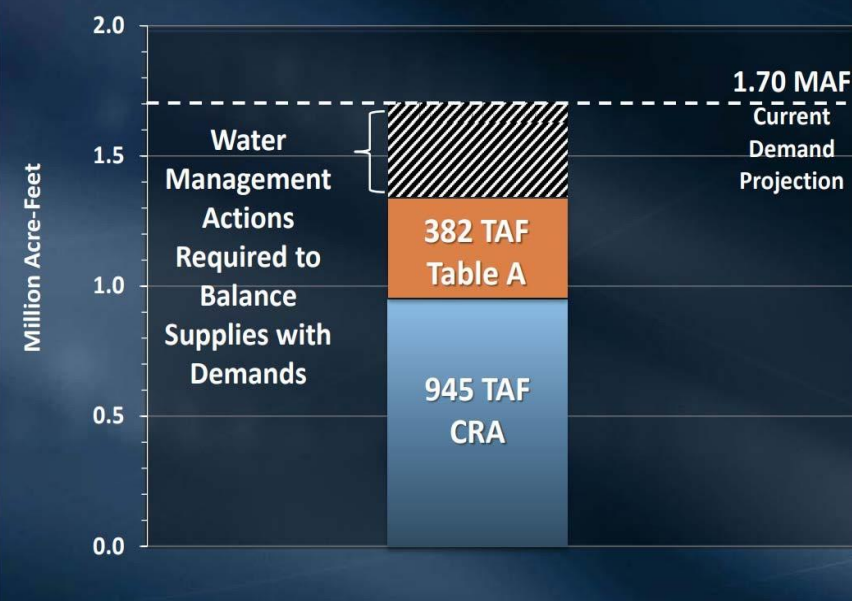 2.0
1.5
1.0
0.5
0.0
Million Acre-Feet
Water
Management
Actions
Required to
Balance
Supplies with
Demands
382 TAF
Table A
945 TAF
CRA
1.70 MAF
Current
Demand
Projection